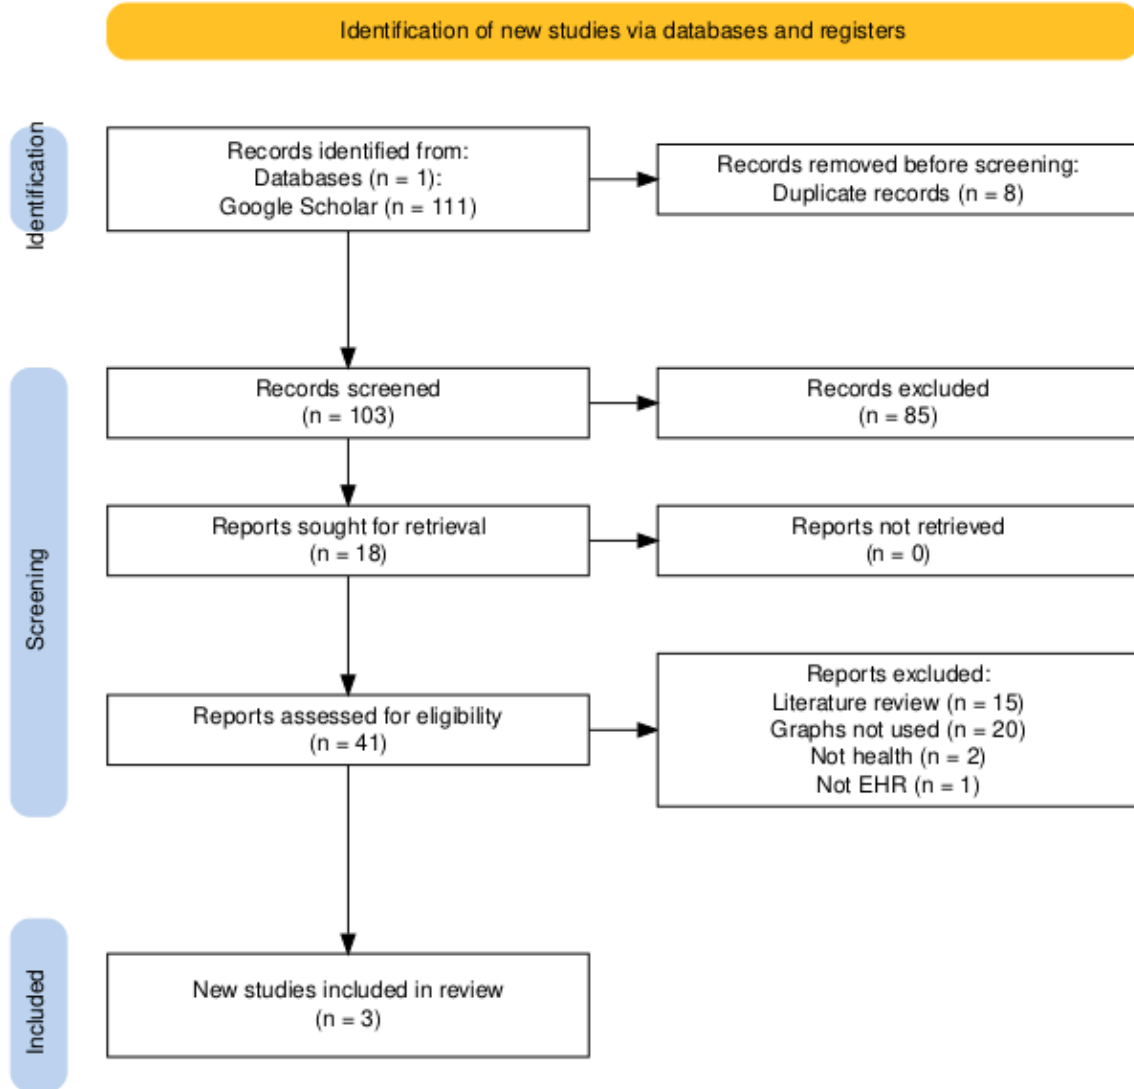 Identification of new studies via databases and registers
Identification
Records identified from:
Databases (n = 1):
Google Scholar (n = 111)
Records removed before screening:
Duplicate records (n = 8)
Screening
Records screened
(n = 103)
Records excluded
(n = 85)
Reports sought for retrieval
(n = 18)
Reports not retrieved
(n = 0)
Reports assessed for eligibility
(n = 41)
Reports excluded:
Literature review (n = 15)
Graphs not used (n = 20)
Not health (n = 2)
Not EHR (n = 1)
Included
New studies included in review
(n = 3)